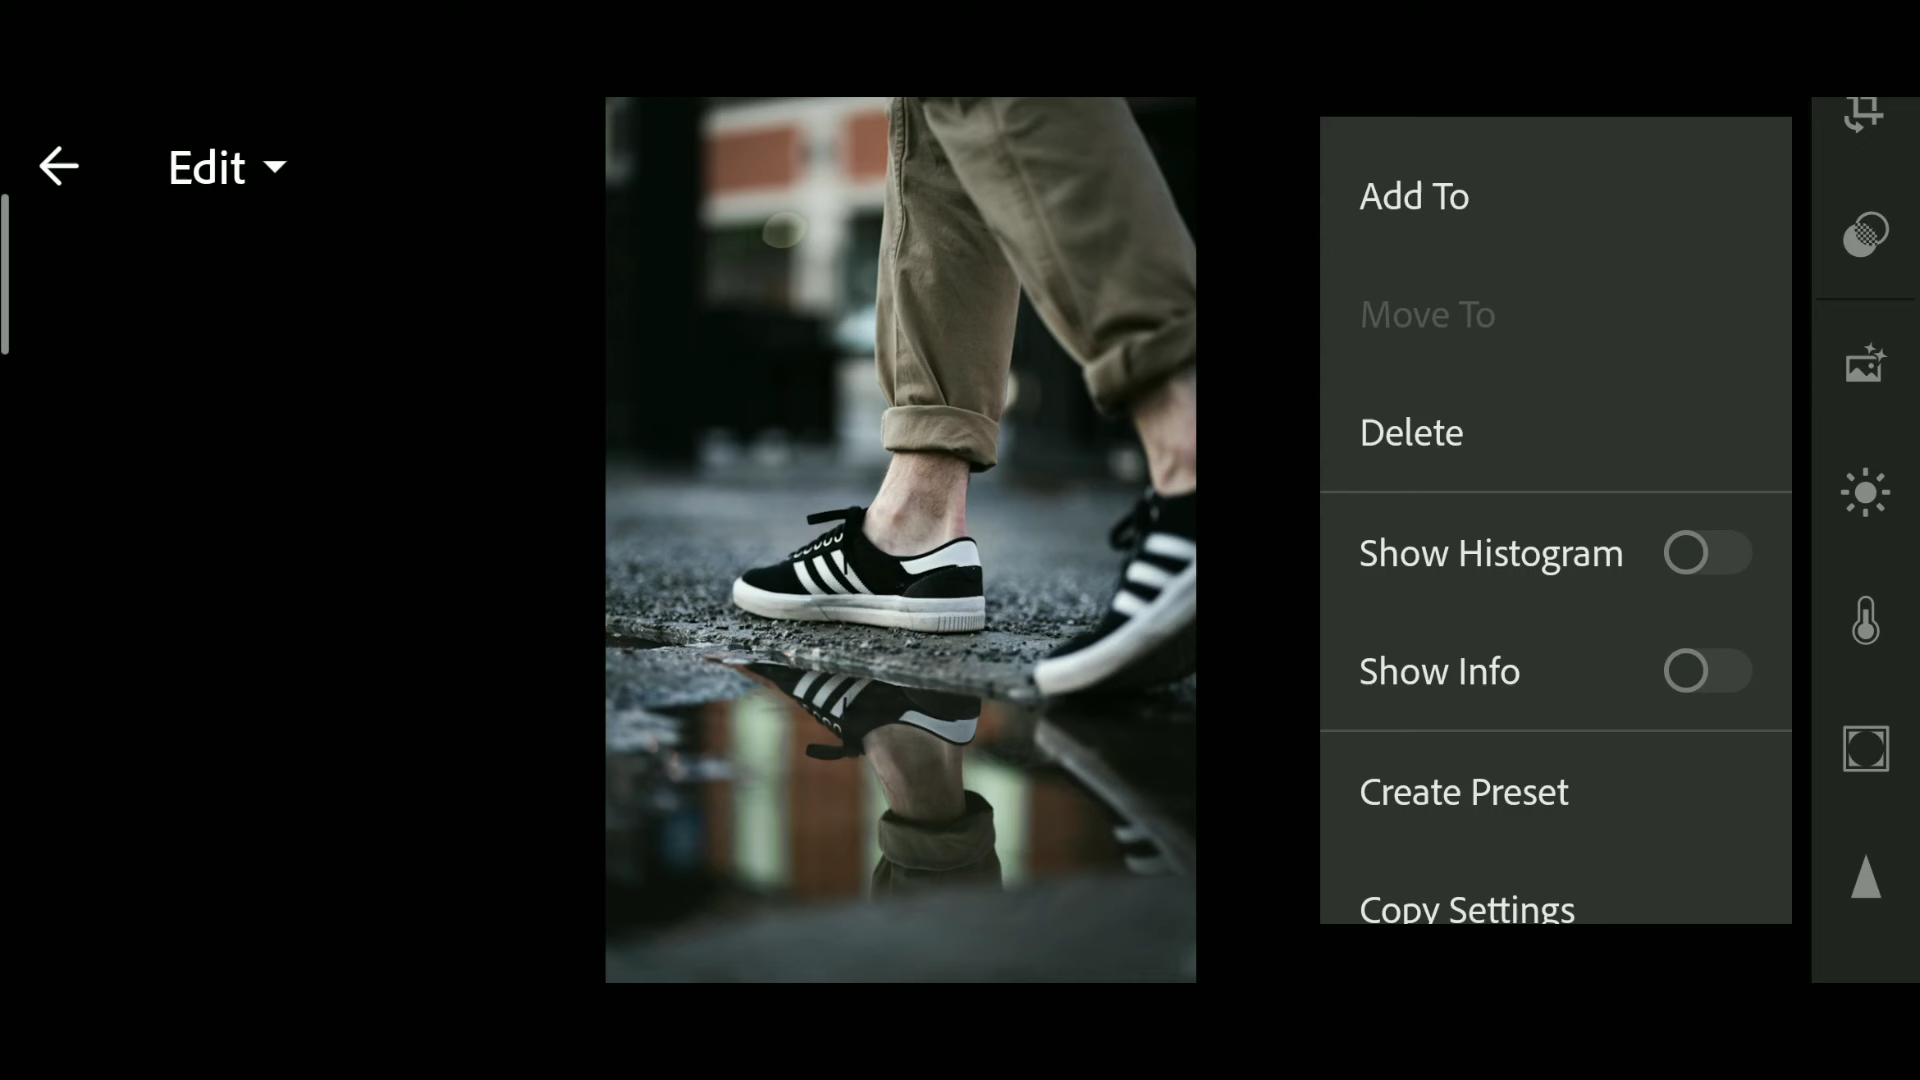 Edit
Add To
Move To
Delete
Show Histogram
Show Info
Create Preset
Copy Settings